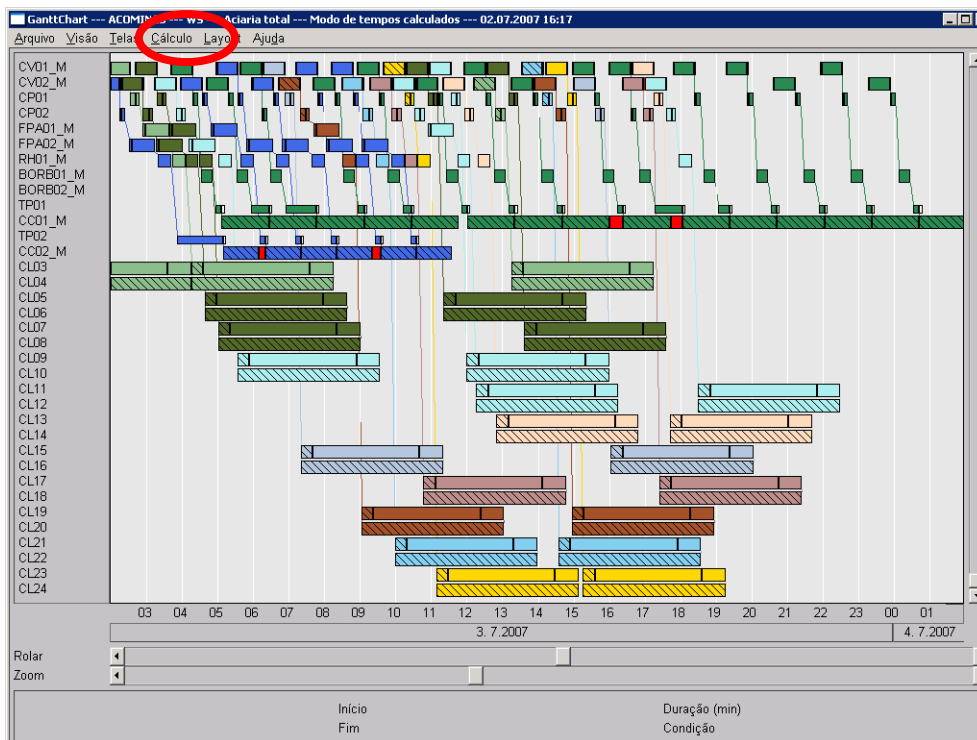 GanttChart --- ACOMINAS --- WS --- Aciaria total --- Modo de tempos calculados --- 02.07.2007 16:17
Arquivo Visão Telas Cálculo Layout Ajuda
CV01_M
CV02_M
CP01
CP02
FPA01_M
FPA02_M
RH01_M
BORB01_M
BORB02_M
TP01
CC01_M
TP02
CC02_M
CL03
CL04
CL05
CL06
CL07
CL08
CL09
CL10
CL11
CL12
CL13
CL14
CL15
CL16
CL17
CL18
CL19
CL20
CL21
CL22
CL23
CL24
03 04 05 06 07 08 09 10 11 12 13 14 15 16 17 18 19 20 21 22 23 00 01
3. 7.2007 4. 7.2007
Rolar
Zoom
Início Duração (min)
Fim Condição